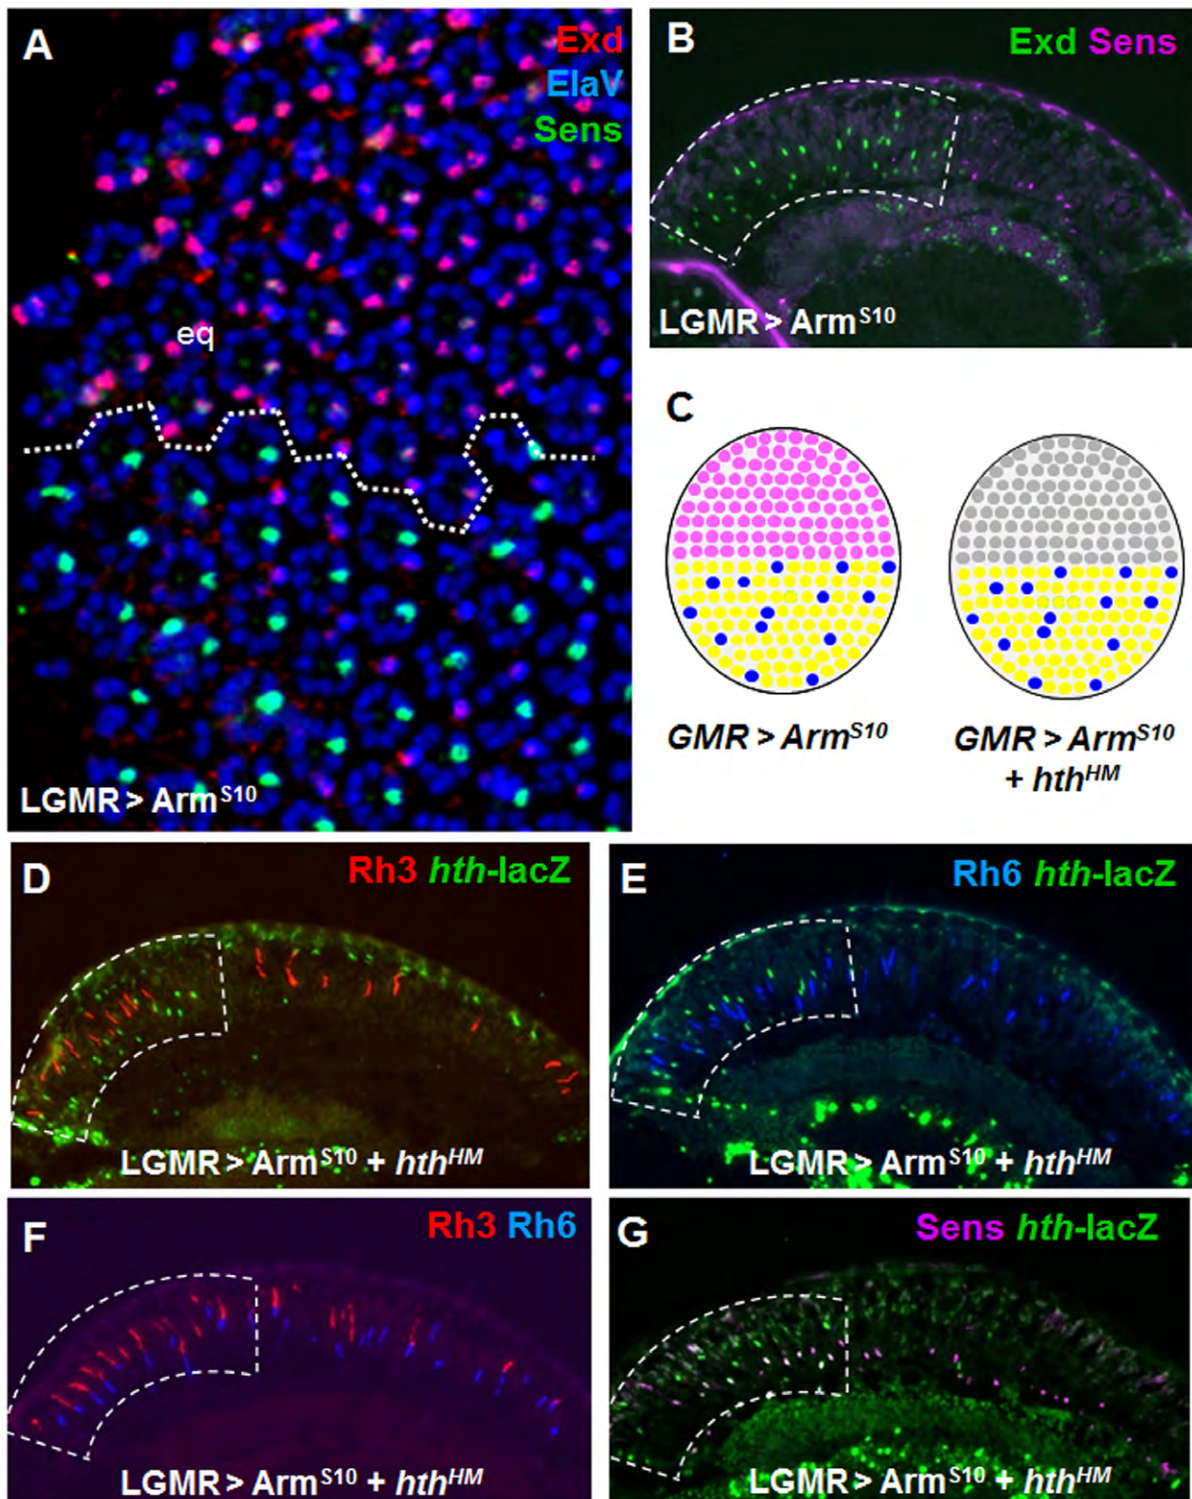 A
Exd
ElaV
Sens
eq
LGMR > Arm^S10
B
Exd Sens
LGMR > Arm^S10
C
GMR > Arm^S10
GMR > Arm^S10
+ hth^HM
D
Rh3 hth-lacZ
LGMR > Arm^S10 + hth^HM
E
Rh6 hth-lacZ
LGMR > Arm^S10 + hth^HM
F
Rh3 Rh6
LGMR > Arm^S10 + hth^HM
G
Sens hth-lacZ
LGMR > Arm^S10 + hth^HM